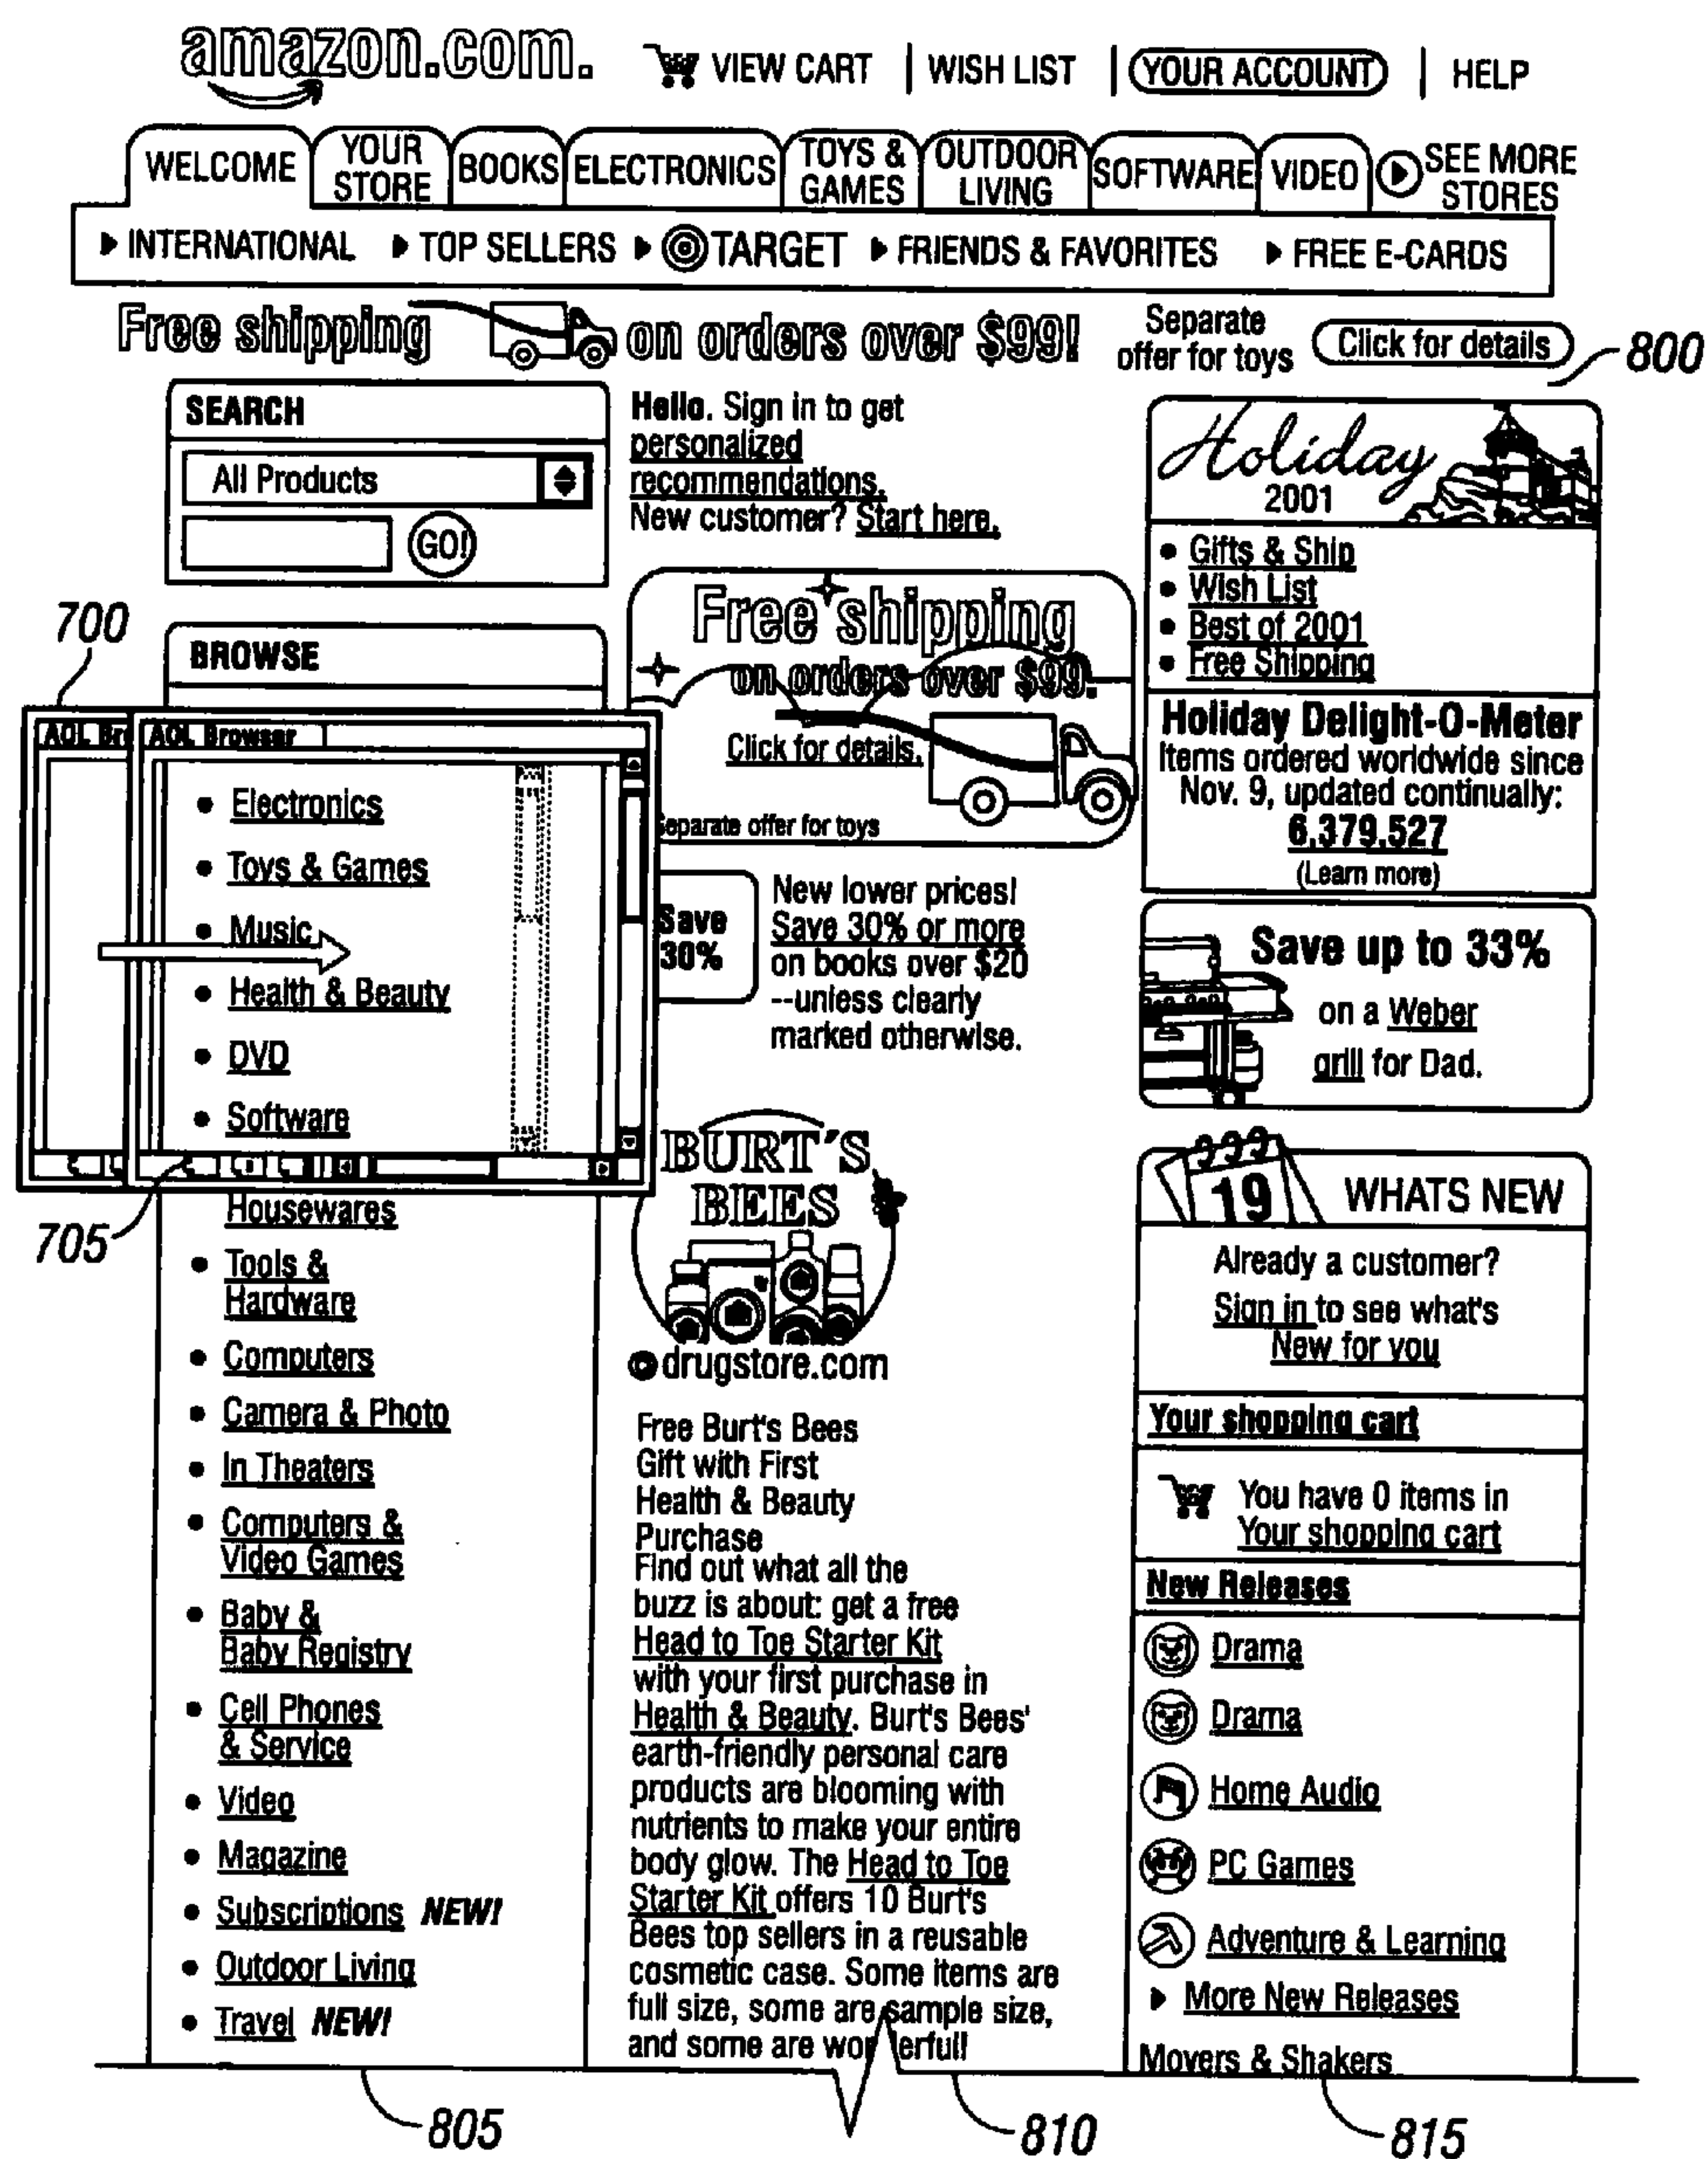 amazon.com.
VIEW CART | WISH LIST | YOUR ACCOUNT | HELP
WELCOME
YOUR
STORE
BOOKS
ELECTRONICS
TOYS &
GAMES
OUTDOOR
LIVING
SOFTWARE
VIDEO
SEE MORE
STORES
INTERNATIONAL
TOP SELLERS
TARGET
FRIENDS & FAVORITES
FREE E-CARDS
Free shipping on orders over $99!
Separate
offer for toys
Click for details
800
SEARCH
All Products
GO!
Hello. Sign in to get
personalized
recommendations.
New customer? Start here.
700
BROWSE
AOL Bro
AOL Browser
• Electronics
• Toys & Games
• Music
• Health & Beauty
• DVD
• Software
705
Housewares
• Tools &
Hardware
• Computers
• Camera & Photo
• In Theaters
• Computers &
Video Games
• Baby &
Baby Registry
• Cell Phones
& Service
• Video
• Magazine
• Subscriptions NEW!
• Outdoor Living
• Travel NEW!
805
Free shipping
on orders over $99.
Click for details.
Separate offer for toys
Save
30%
New lower prices!
Save 30% or more
on books over $20
--unless clearly
marked otherwise.
BURT'S
BEES
drugstore.com
Free Burt's Bees
Gift with First
Health & Beauty
Purchase
Find out what all the
buzz is about: get a free
Head to Toe Starter Kit
with your first purchase in
Health & Beauty. Burt's Bees'
earth-friendly personal care
products are blooming with
nutrients to make your entire
body glow. The Head to Toe
Starter Kit offers 10 Burt's
Bees top sellers in a reusable
cosmetic case. Some items are
full size, some are sample size,
and some are wonderful!
810
Holiday
2001
• Gifts & Ship
• Wish List
• Best of 2001
• Free Shipping
Holiday Delight-O-Meter
Items ordered worldwide since
Nov. 9, updated continually:
6,379,527
(Learn more)
Save up to 33%
on a Weber
grill for Dad.
19
WHATS NEW
Already a customer?
Sign in to see what's
New for you
Your shopping cart
You have 0 items in
Your shopping cart
New Releases
Drama
Drama
Home Audio
PC Games
Adventure & Learning
More New Releases
Movers & Shakers
815